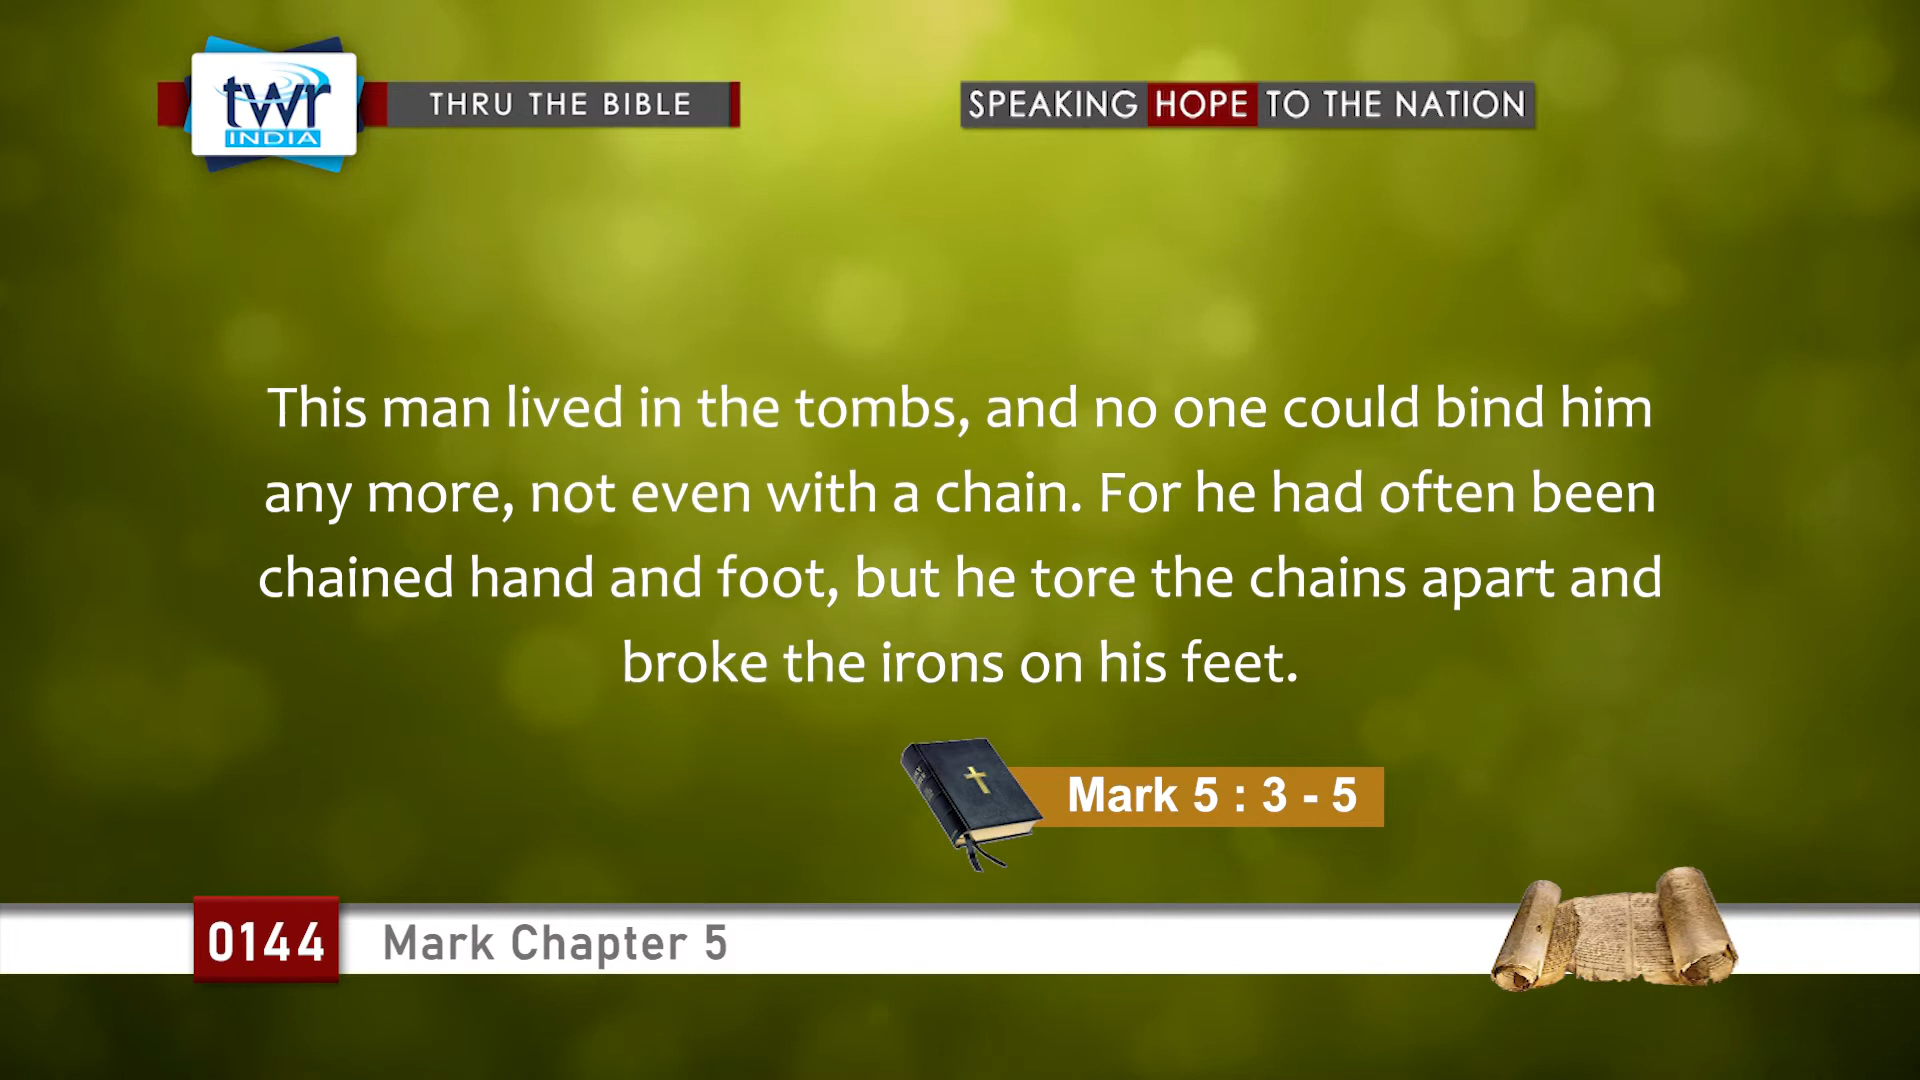 twr
INDIA
THRU THE BIBLE
SPEAKING HOPE TO THE NATION
This man lived in the tombs, and no one could bind him
any more, not even with a chain. For he had often been
chained hand and foot, but he tore the chains apart and
broke the irons on his feet.
Mark 5 : 3 - 5
0144
Mark Chapter 5